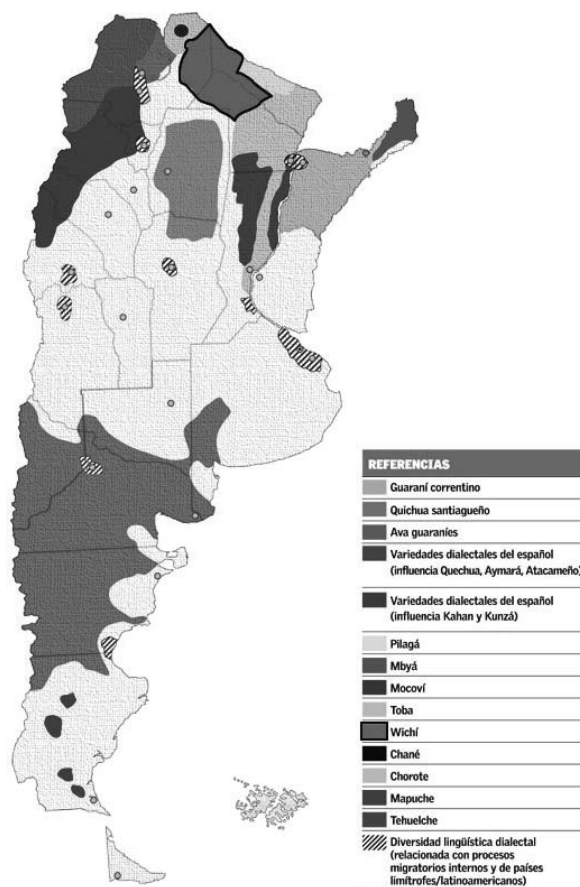 REFERENCIAS
Guaraní correntino
Quichua santiagueño
Ava guaraníes
Variedades dialectales del español
(influencia Quechua, Aymará, Atacameño)
Variedades dialectales del español
(influencia Kahan y Kunzá)
Pilagá
Mbyá
Mocoví
Toba
Wichí
Chané
Chorote
Mapuche
Tehuelche
Diversidad lingüística dialectal
(relacionada con procesos
migratorios internos y de países
limítrofes/latinoamericanos)